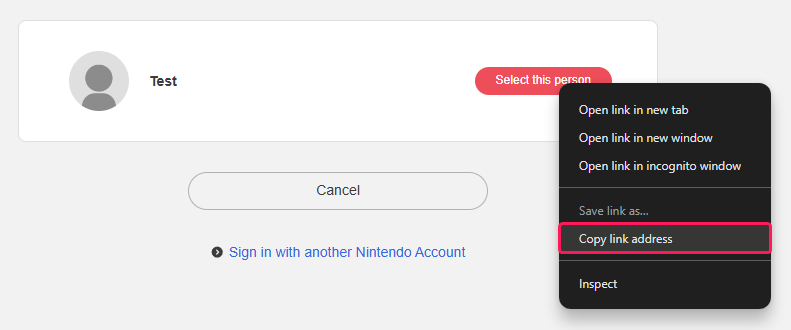 Test
Select this person
Open link in new tab
Open link in new window
Open link in incognito window
Save link as...
Copy link address
Inspect
Cancel
Sign in with another Nintendo Account